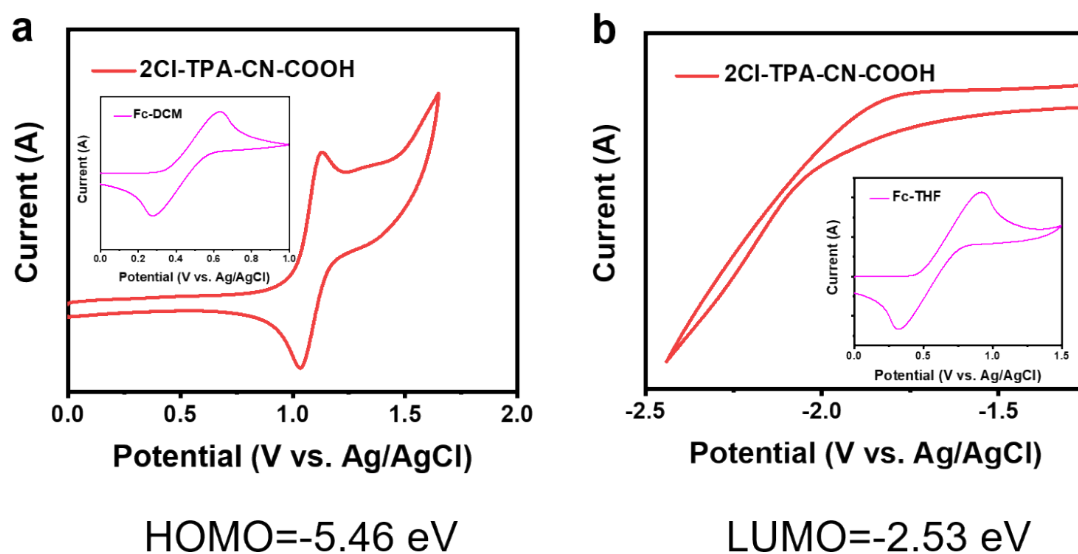 a
2Cl-TPA-CN-COOH
Fc-DCM
Current (A)
0.0 0.2 0.4 0.6 0.8 1.0
Potential (V vs. Ag/AgCl)
Current (A)
0.0 0.5 1.0 1.5 2.0
Potential (V vs. Ag/AgCl)
HOMO=-5.46 eV
b
2Cl-TPA-CN-COOH
Fc-THF
Current (A)
0.0 0.5 1.0 1.5
Potential (V vs. Ag/AgCl)
Current (A)
-2.5 -2.0 -1.5
Potential (V vs. Ag/AgCl)
LUMO=-2.53 eV